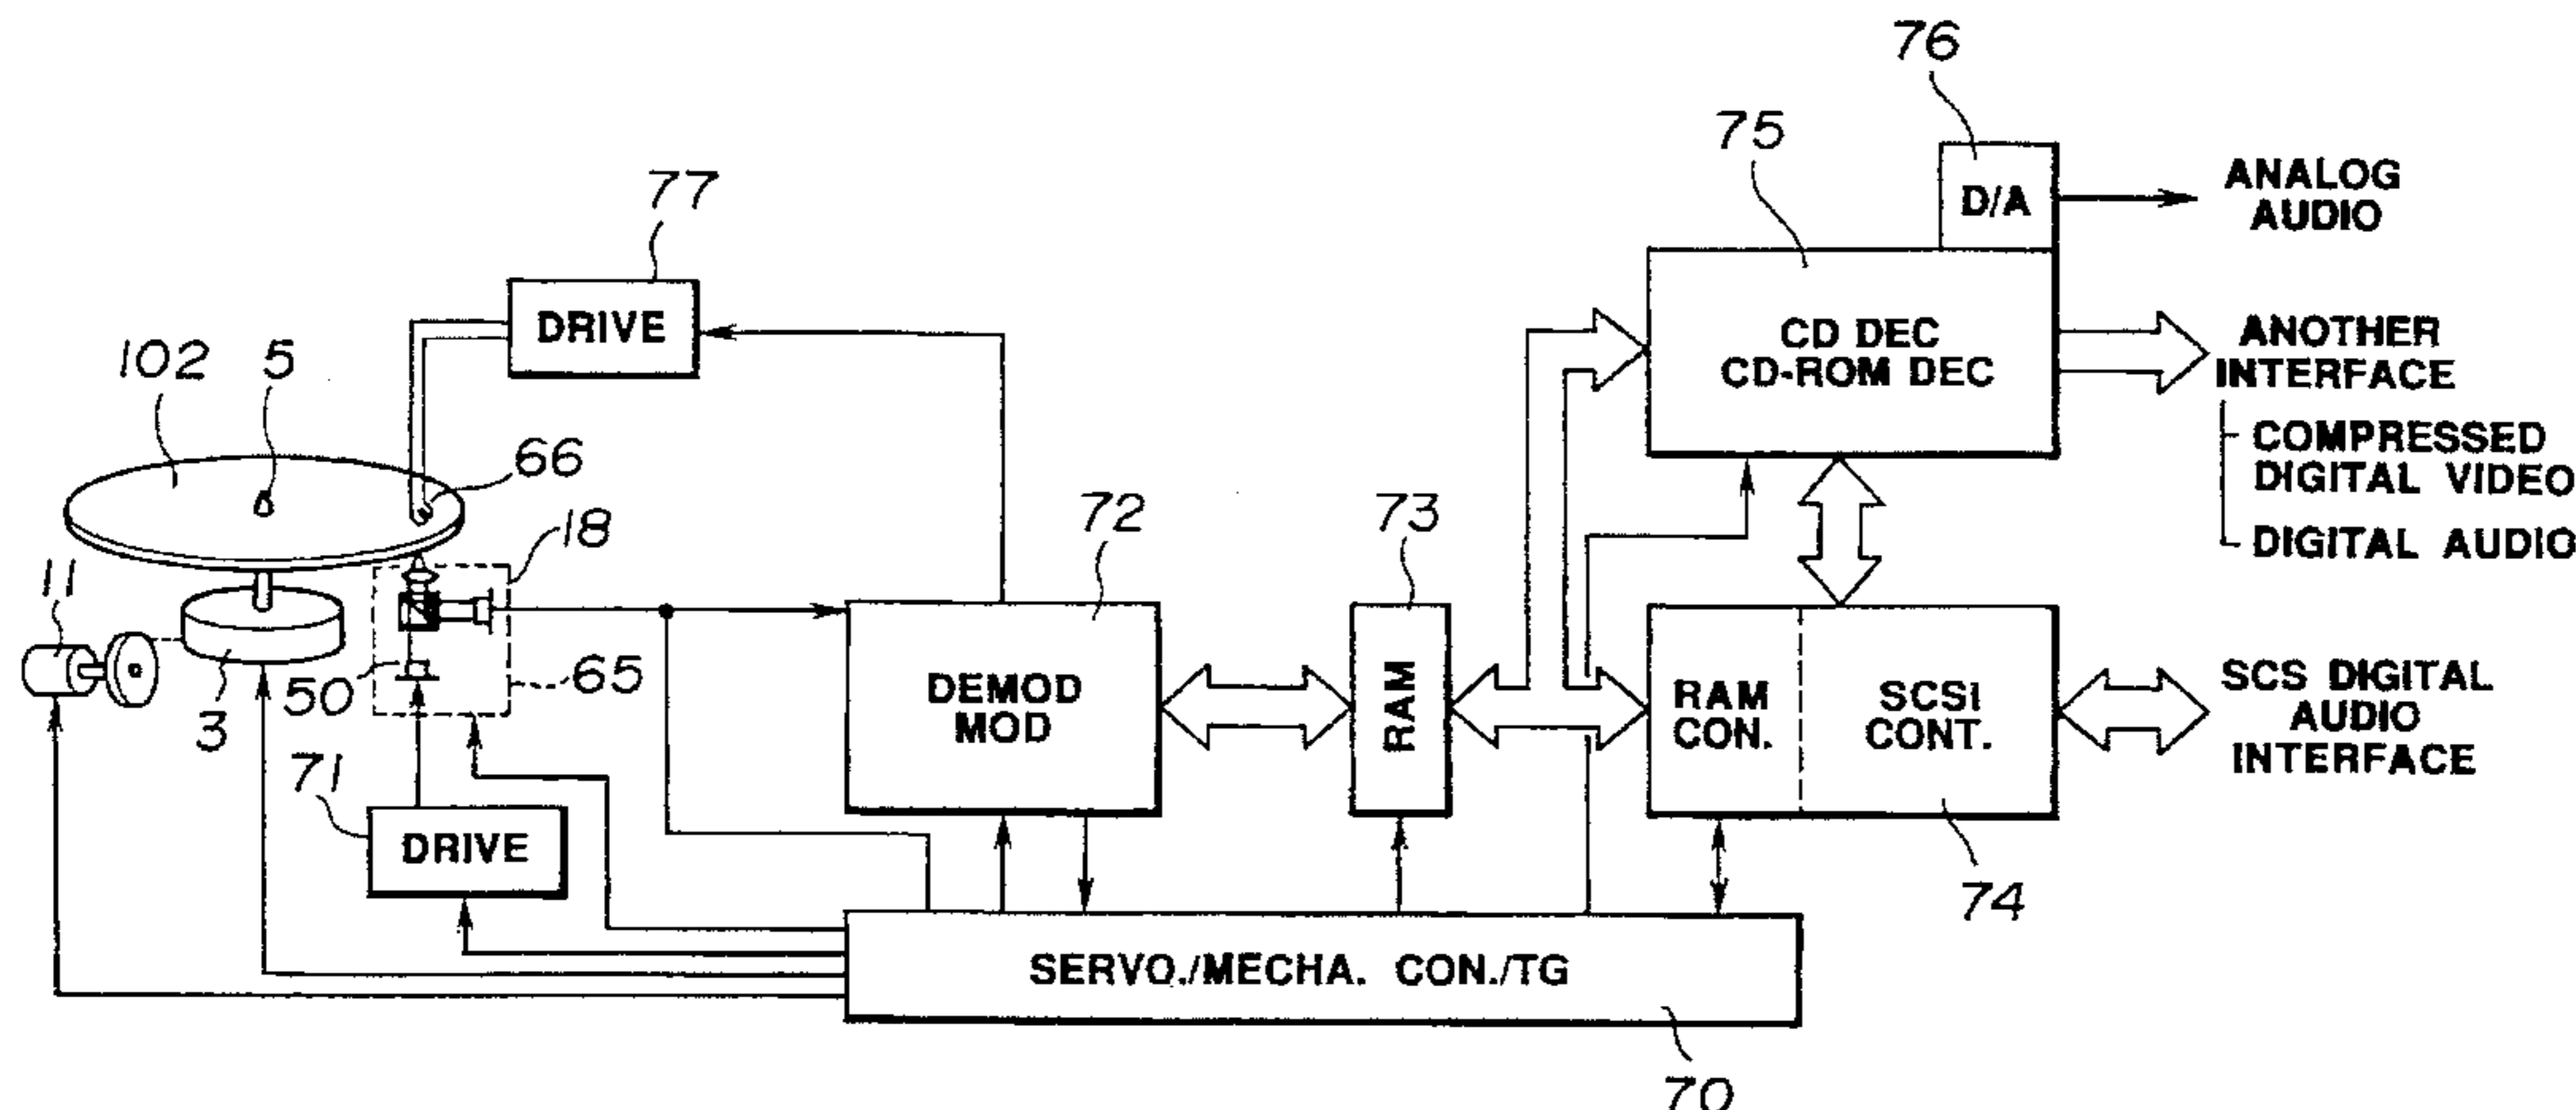 76
75
D/A
ANALOG
AUDIO
77
DRIVE
CD DEC
CD-ROM DEC
ANOTHER
INTERFACE
COMPRESSED
DIGITAL VIDEO
DIGITAL AUDIO
102
5
66
18
72
73
11
3
50
65
DEMOD
MOD
RAM
RAM
CON.
SCSI
CONT.
SCS DIGITAL
AUDIO
INTERFACE
71
DRIVE
74
SERVO./MECHA. CON./TG
70